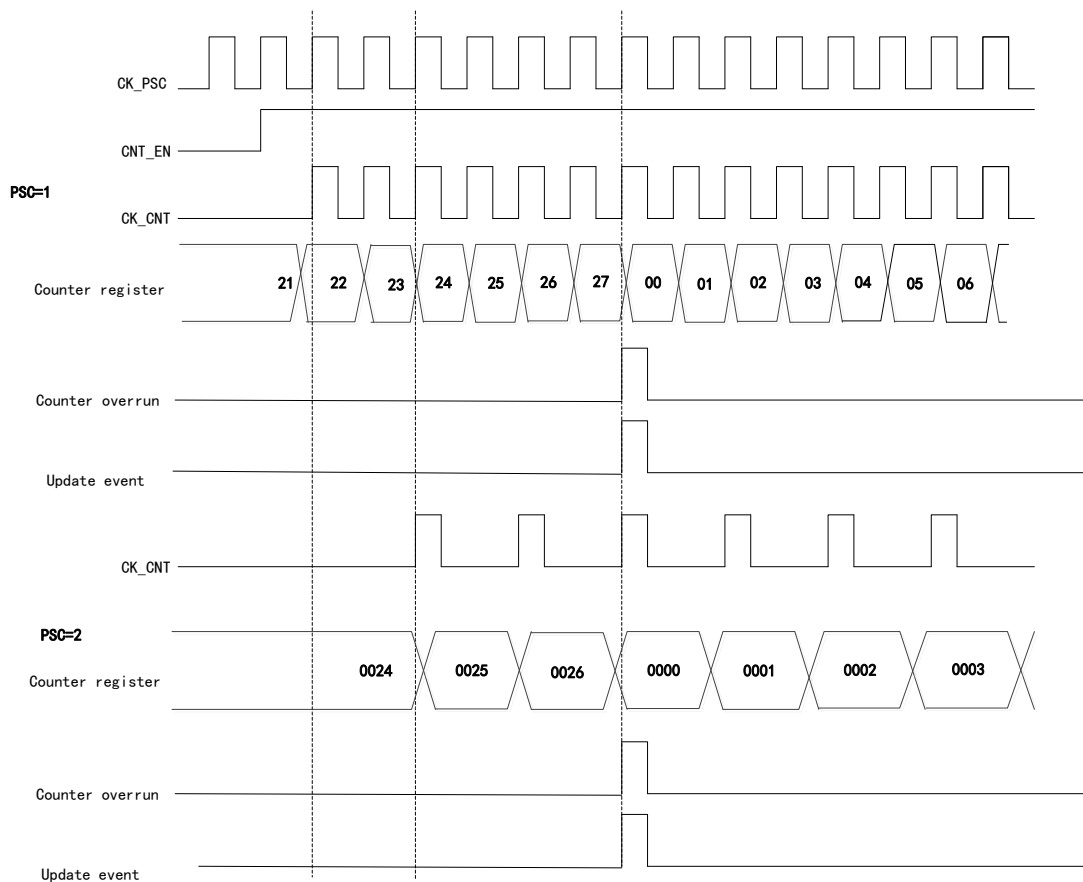 CK_PSC
CNT_EN
PSC=1
CK_CNT
Counter register 21 22 23 24 25 26 27 00 01 02 03 04 05 06
Counter overrun
Update event
CK_CNT
PSC=2
Counter register 0024 0025 0026 0000 0001 0002 0003
Counter overrun
Update event